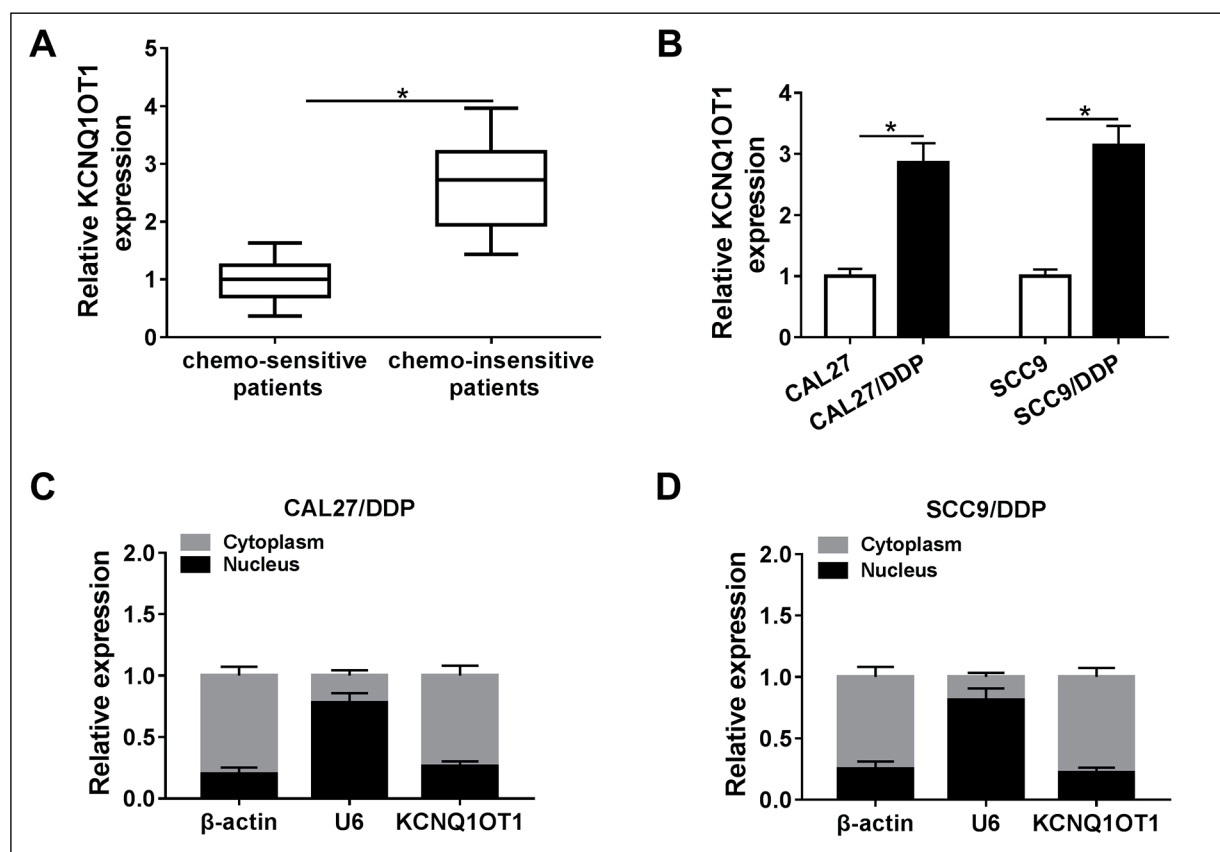 A
Relative KCNQ1OT1
expression
5
4
3
2
1
0
*
chemo-sensitive
patients
chemo-insensitive
patients
B
Relative KCNQ1OT1
expression
4
3
2
1
0
*
*
CAL27
CAL27/DDP
SCC9
SCC9/DDP
C
CAL27/DDP
Cytoplasm
Nucleus
Relative expression
2.0
1.5
1.0
0.5
0.0
β-actin
U6
KCNQ1OT1
D
SCC9/DDP
Cytoplasm
Nucleus
Relative expression
2.0
1.5
1.0
0.5
0.0
β-actin
U6
KCNQ1OT1